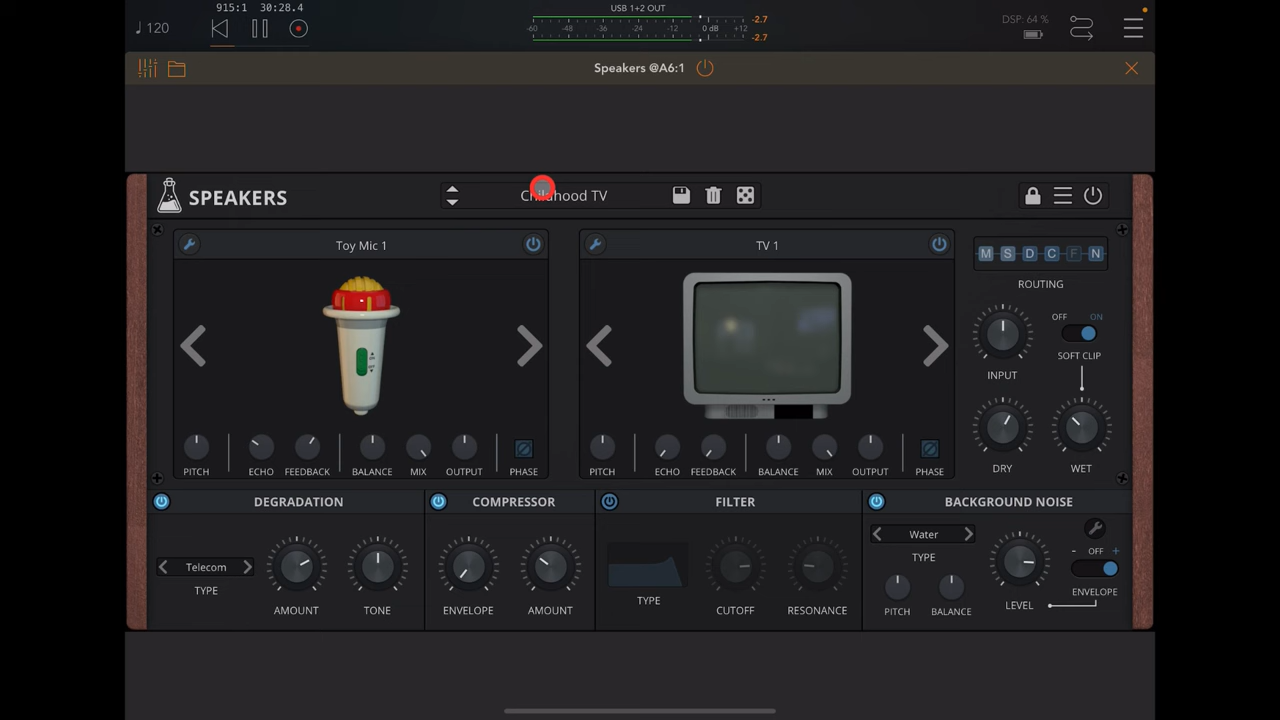 915:1 30:28.4
120
USB 1+2 OUT
-60 -48 -36 -24 -12 0 dB +12
-2.7
-2.7
DSP: 64 %
Speakers @A6:1
SPEAKERS
Childhood TV
Toy Mic 1
TV 1
M S D C F N
ROUTING
OFF ON
INPUT
SOFT CLIP
DRY
WET
PITCH ECHO FEEDBACK BALANCE MIX OUTPUT PHASE
PITCH ECHO FEEDBACK BALANCE MIX OUTPUT PHASE
DEGRADATION
Telecom
TYPE
AMOUNT
TONE
COMPRESSOR
ENVELOPE
AMOUNT
FILTER
TYPE
CUTOFF
RESONANCE
BACKGROUND NOISE
Water
TYPE
PITCH
BALANCE
LEVEL
- OFF +
ENVELOPE